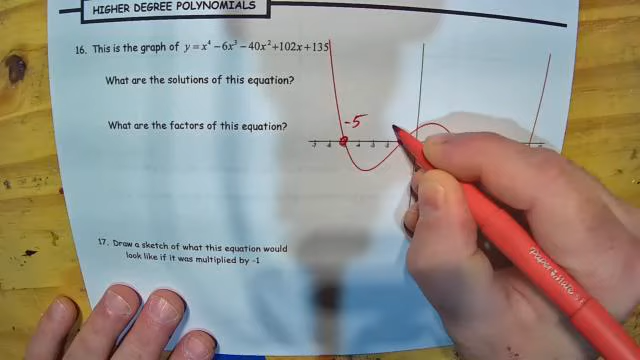 HIGHER DEGREE POLYNOMIALS
16. This is the graph of y = x⁴ − 6x³ − 40x² + 102x + 135
What are the solutions of this equation?
-5
What are the factors of this equation?
17. Draw a sketch of what this equation would
look like if it was multiplied by -1
Paper Mate